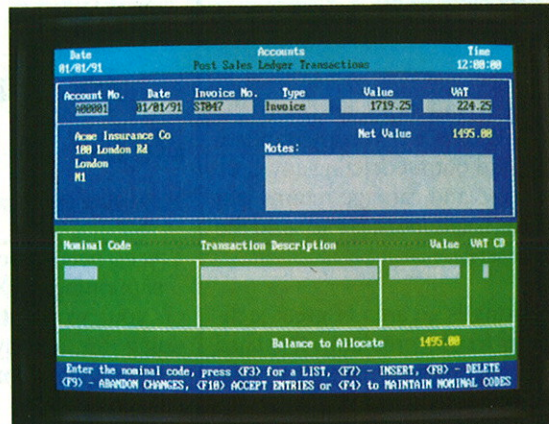 Date Accounts Time
01/01/91 Post Sales Ledger Transactions 12:00:00
Account No. Date Invoice No. Type Value VAT
A00001 01/01/91 ST047 Invoice 1719.25 224.25
Acme Insurance Co Net Value 1495.00
100 London Rd Notes:
London
N1
Nominal Code Transaction Description Value VAT CD
Balance to Allocate 1495.00
Enter the nominal code, press <F3> for a LIST, <F7> - INSERT, <F8> - DELETE
<F9> - ABANDON CHANGES, <F10> ACCEPT ENTRIES or <F4> to MAINTAIN NOMINAL CODES